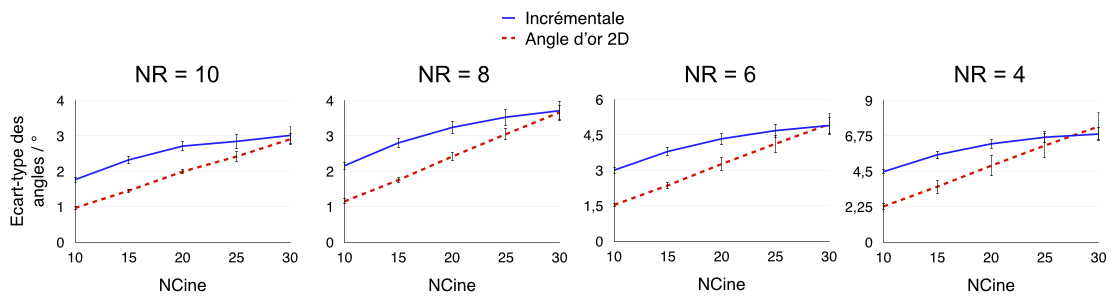 Incrémentale
Angle d'or 2D
NR = 10
NR = 8
NR = 6
NR = 4
Ecart-type des
angles / °
4
3
2
1
0
10 15 20 25 30
NCine
4
3
2
1
0
10 15 20 25 30
NCine
6
4,5
3
1,5
0
10 15 20 25 30
NCine
9
6,75
4,5
2,25
0
10 15 20 25 30
NCine